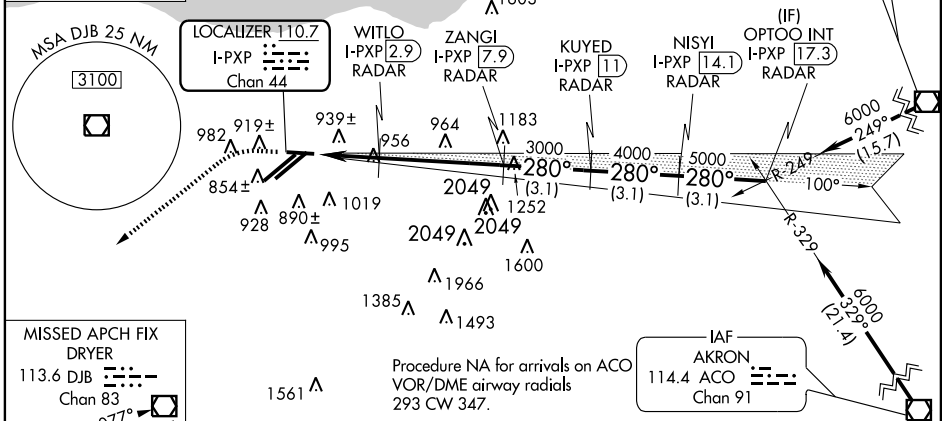 MSA DJB 25 NM
3100
LOCALIZER 110.7
I-PXP
Chan 44
WITLO
I-PXP 2.9
RADAR
ZANGI
I-PXP 7.9
RADAR
KUYED
I-PXP 11
RADAR
NISYI
I-PXP 14.1
RADAR
(IF)
OPTOO INT
I-PXP 17.3
RADAR
6000
249°
(15.7)
R-249
982
919±
939±
956
964
1183
3000
4000
5000
280°
280°
280°
(3.1)
(3.1)
(3.1)
100°
854±
928
890±
1019
995
2049
2049
2049
1252
1600
R-329
6000
329°
(21.4)
1966
1385
1493
MISSED APCH FIX
DRYER
113.6 DJB
Chan 83
1561
Procedure NA for arrivals on ACO
VOR/DME airway radials
293 CW 347.
IAF
AKRON
114.4 ACO
Chan 91